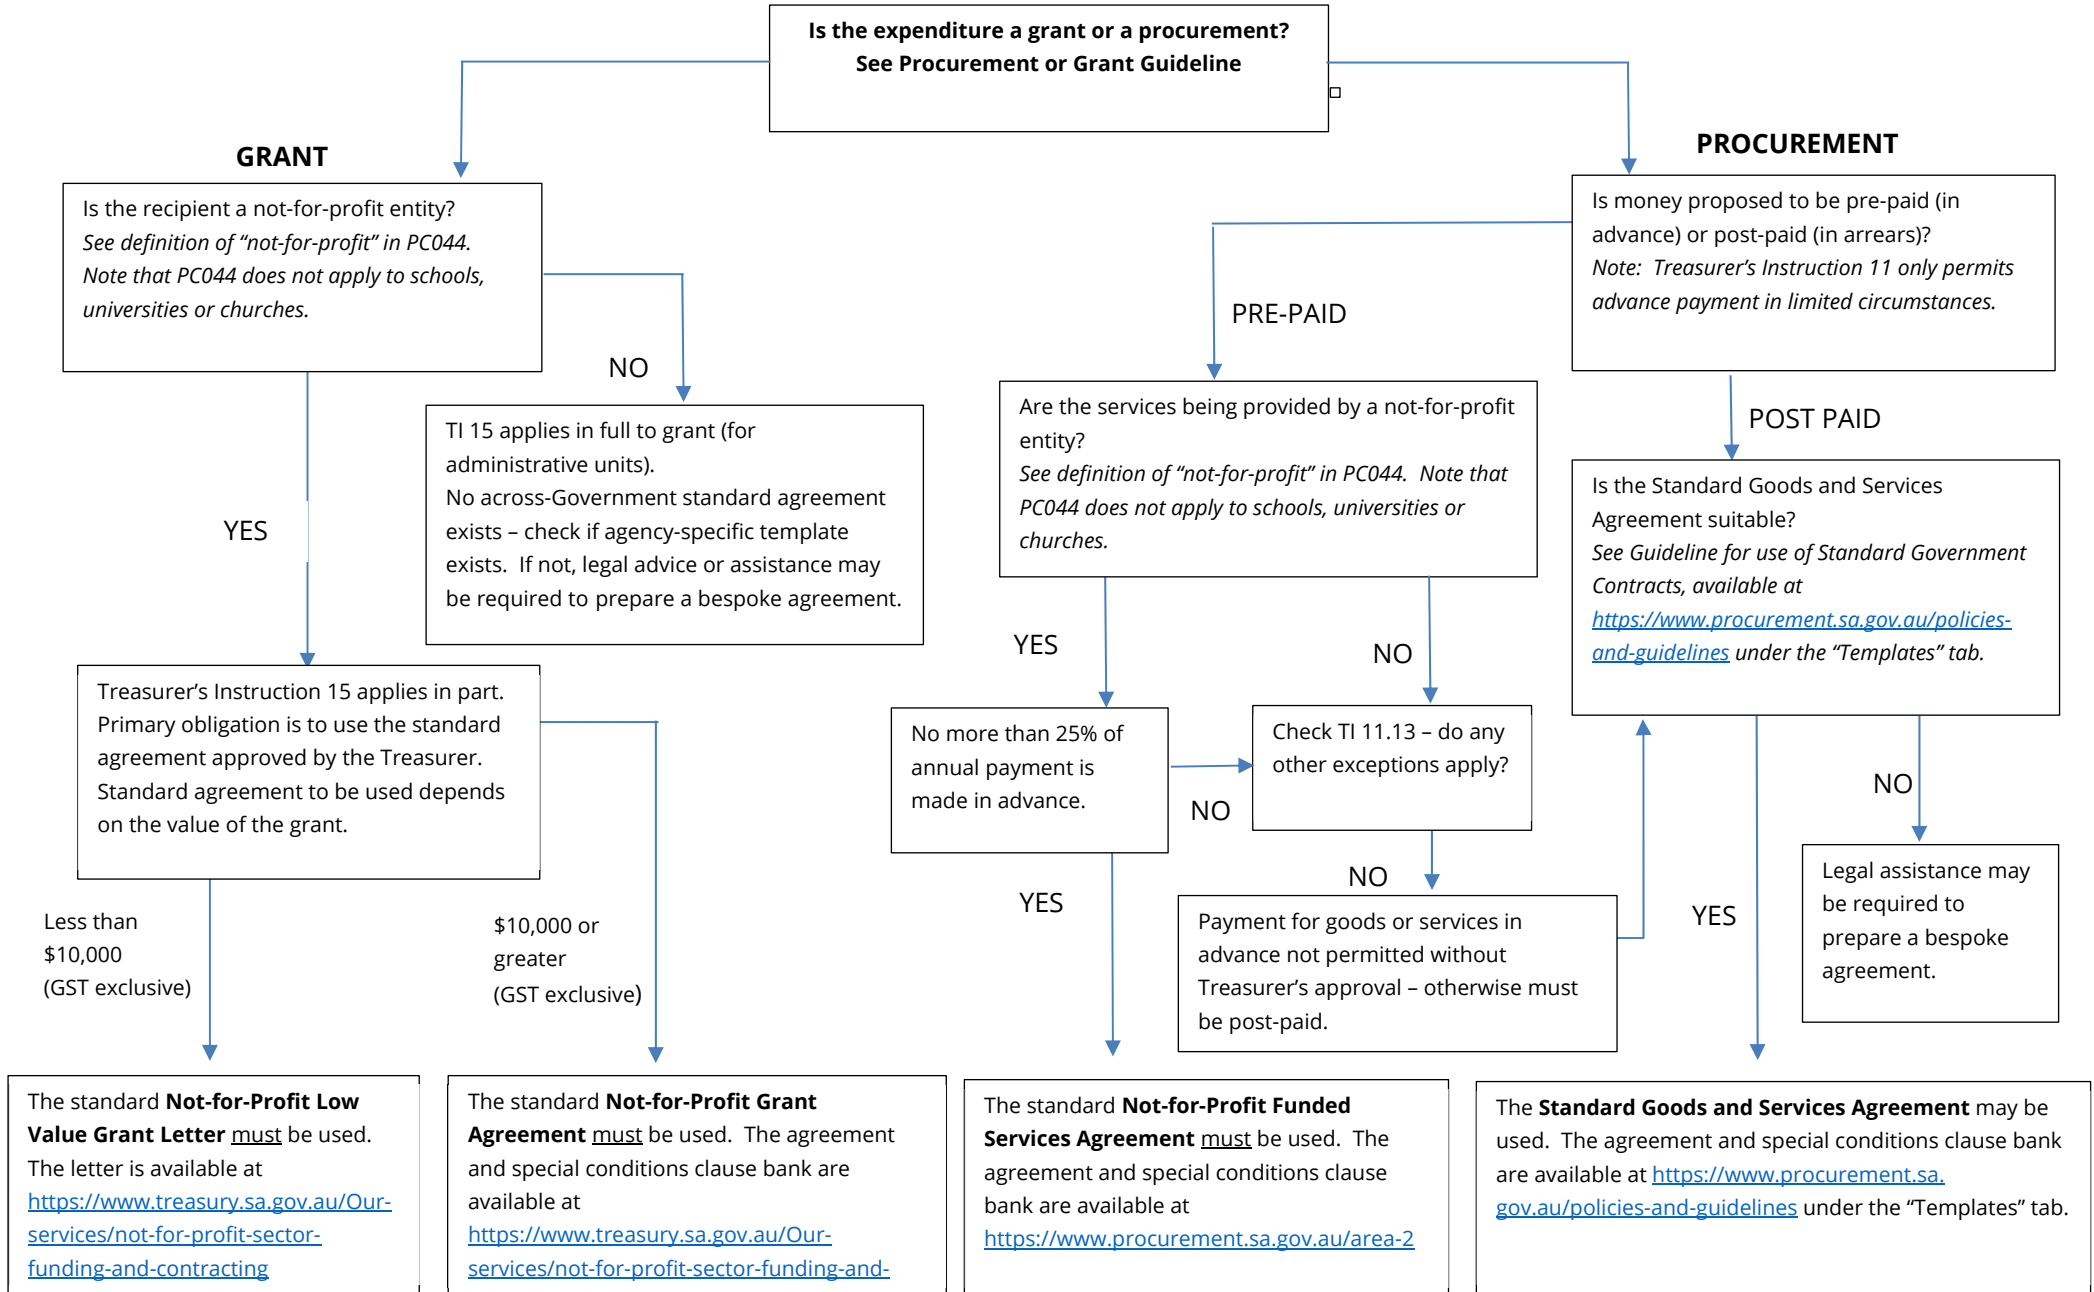 Is the expenditure a grant or a procurement?
See Procurement or Grant Guideline
GRANT
PROCUREMENT
Is the recipient a not-for-profit entity?
See definition of “not-for-profit” in PC044.
Note that PC044 does not apply to schools,
universities or churches.
Is money proposed to be pre-paid (in
advance) or post-paid (in arrears)?
Note:  Treasurer’s Instruction 11 only permits
advance payment in limited circumstances.
PRE-PAID
NO
POST PAID
TI 15 applies in full to grant (for
administrative units).
No across-Government standard agreement
exists – check if agency-specific template
exists.  If not, legal advice or assistance may
be required to prepare a bespoke agreement.
YES
Are the services being provided by a not-for-profit
entity?
See definition of “not-for-profit” in PC044.  Note that
PC044 does not apply to schools, universities or
churches.
Is the Standard Goods and Services
Agreement suitable?
See Guideline for use of Standard Government
Contracts, available at
https://www.procurement.sa.gov.au/policies-
and-guidelines under the “Templates” tab.
YES
NO
Treasurer’s Instruction 15 applies in part.
Primary obligation is to use the standard
agreement approved by the Treasurer.
Standard agreement to be used depends
on the value of the grant.
No more than 25% of
annual payment is
made in advance.
NO
Check TI 11.13 – do any
other exceptions apply?
NO
NO
YES
YES
Less than
$10,000
(GST exclusive)
$10,000 or
greater
(GST exclusive)
Payment for goods or services in
advance not permitted without
Treasurer’s approval – otherwise must
be post-paid.
Legal assistance may
be required to
prepare a bespoke
agreement.
The standard Not-for-Profit Low
Value Grant Letter must be used.
The letter is available at
https://www.treasury.sa.gov.au/Our-
services/not-for-profit-sector-
funding-and-contracting
The standard Not-for-Profit Grant
Agreement must be used.  The agreement
and special conditions clause bank are
available at
https://www.treasury.sa.gov.au/Our-
services/not-for-profit-sector-funding-and-
The standard Not-for-Profit Funded
Services Agreement must be used.  The
agreement and special conditions clause
bank are available at
https://www.procurement.sa.gov.au/area-2
The Standard Goods and Services Agreement may be
used.  The agreement and special conditions clause bank
are available at https://www.procurement.sa.
gov.au/policies-and-guidelines under the “Templates” tab.